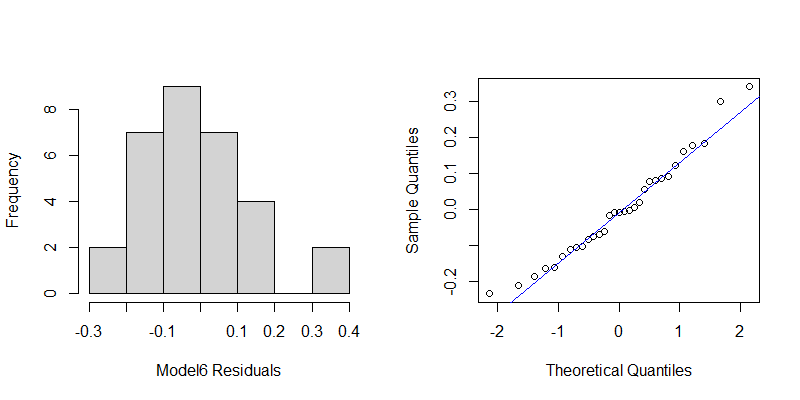 Frequency
0 2 4 6 8
-0.3 -0.1 0.1 0.2 0.3 0.4
Model6 Residuals
Sample Quantiles
-0.2 0.0 0.1 0.2 0.3
-2 -1 0 1 2
Theoretical Quantiles